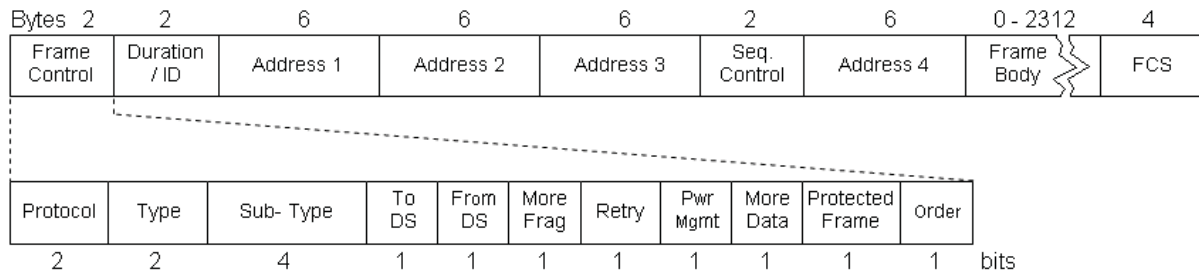 Bytes 2 2 6 6 6 2 6 0 - 2312 4
Frame Control Duration / ID Address 1 Address 2 Address 3 Seq. Control Address 4 Frame Body FCS
Protocol Type Sub- Type To DS From DS More Frag Retry Pwr Mgmt More Data Protected Frame Order
2 2 4 1 1 1 1 1 1 1 1 bits